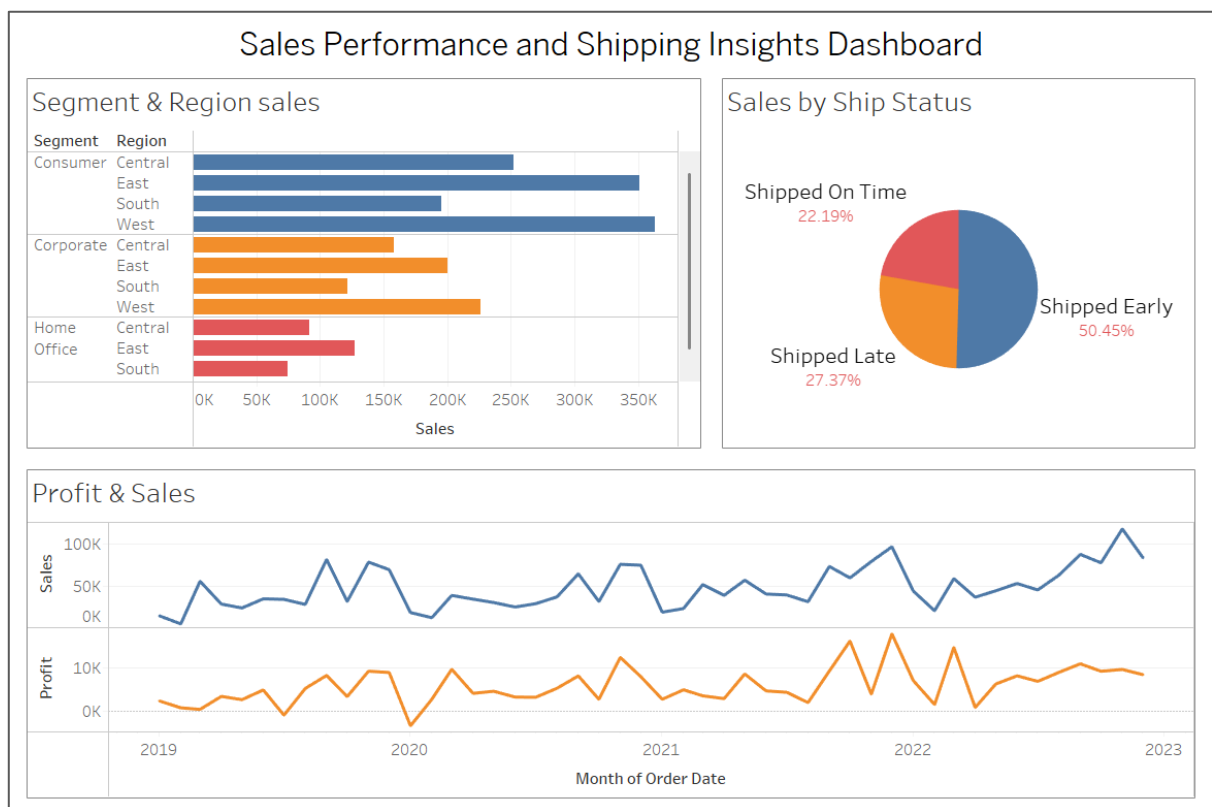 Sales Performance and Shipping Insights Dashboard
Segment & Region sales
Segment Region
Consumer Central
East
South
West
Corporate Central
East
South
West
Home Central
Office East
South
0K 50K 100K 150K 200K 250K 300K 350K
Sales
Sales by Ship Status
Shipped On Time
22.19%
Shipped Early
50.45%
Shipped Late
27.37%
Profit & Sales
Sales
100K
50K
0K
Profit
10K
0K
2019 2020 2021 2022 2023
Month of Order Date